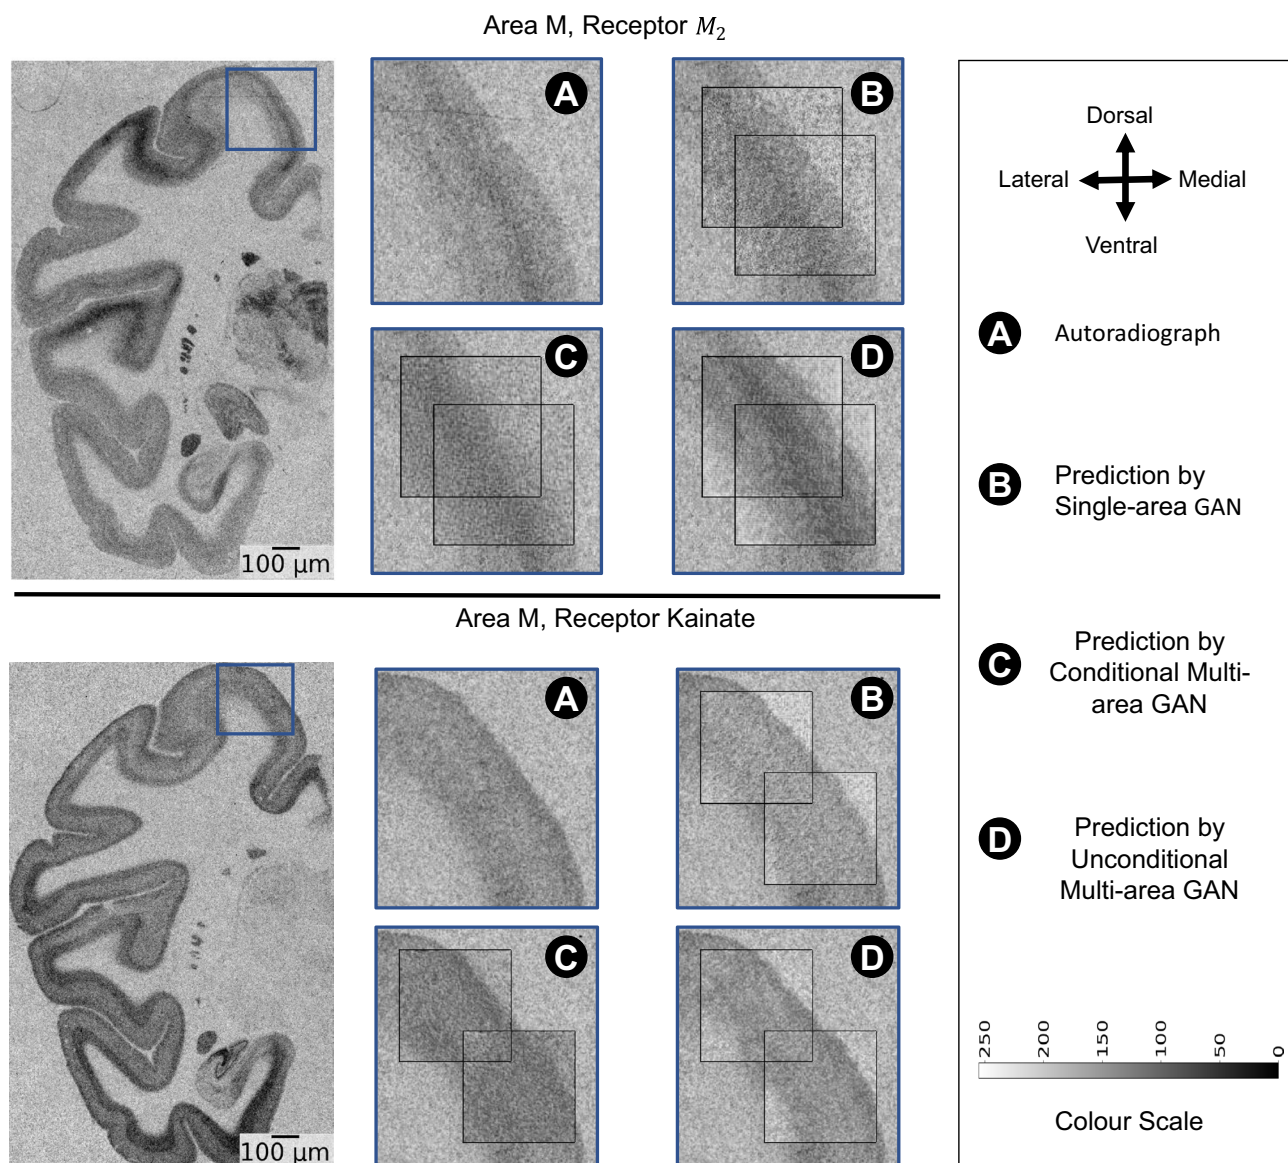 Area M, Receptor M₂
A
B
C
D
100 µm
Area M, Receptor Kainate
A
B
C
D
100 µm
Dorsal
Lateral
Medial
Ventral
A
Autoradiograph
B
Prediction by
Single-area GAN
C
Prediction by
Conditional Multi-
area GAN
D
Prediction by
Unconditional
Multi-area GAN
250
200
150
100
50
0
Colour Scale